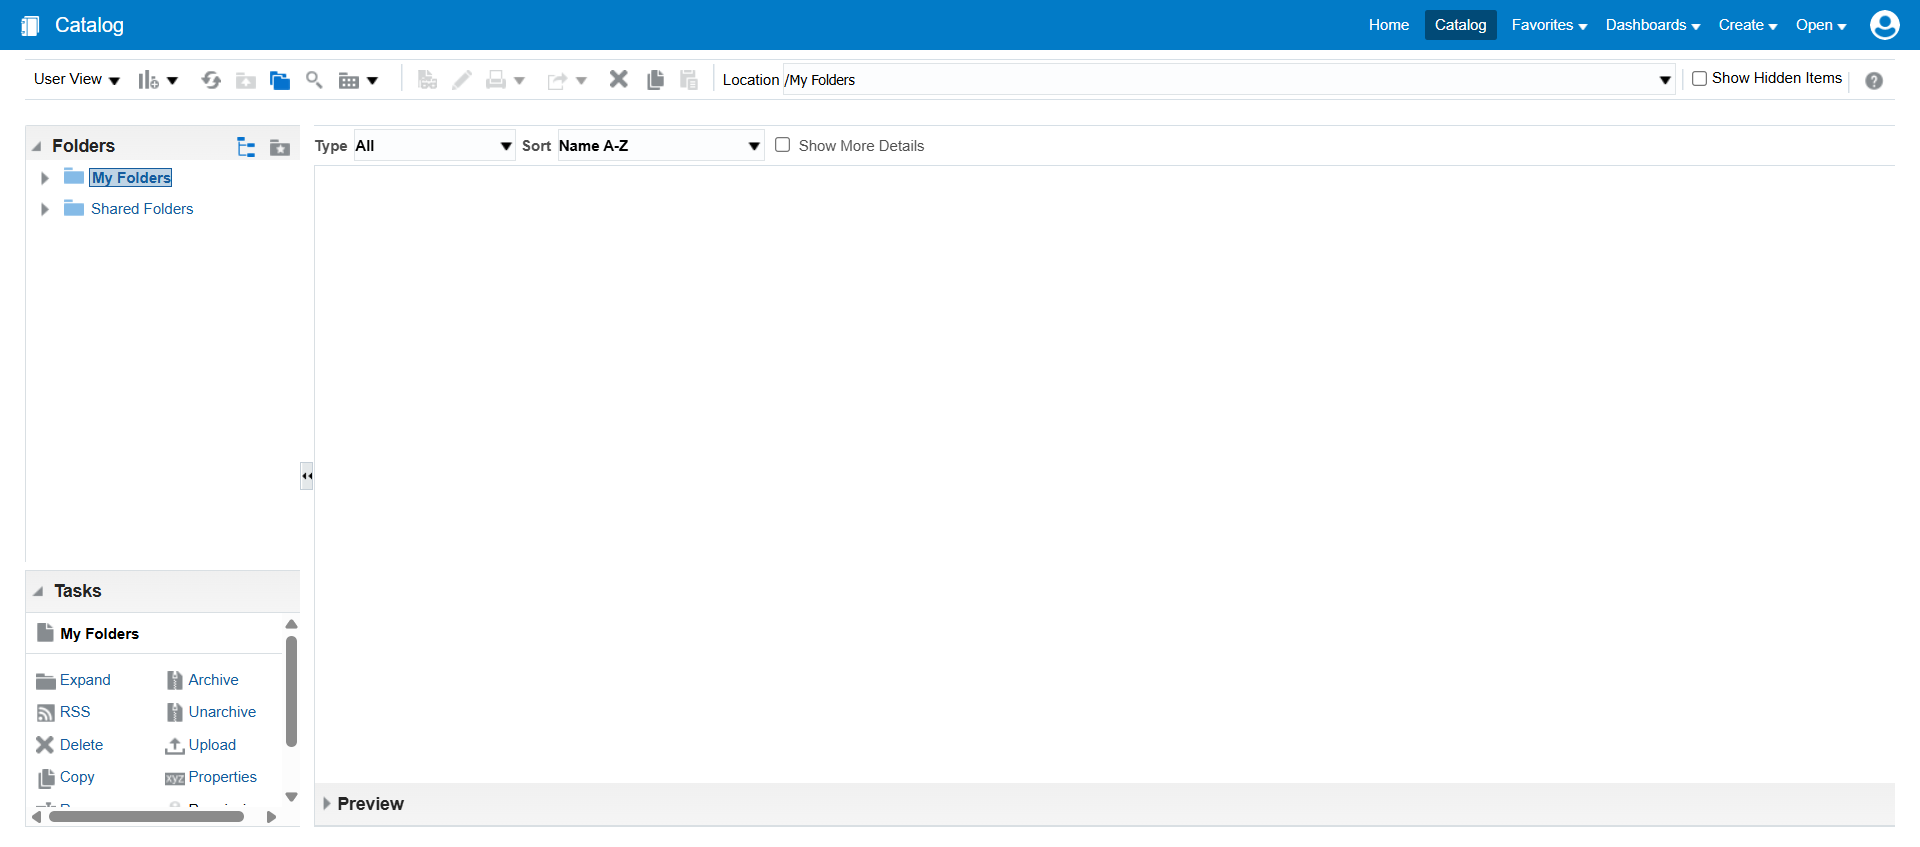 Catalog
Home Catalog Favorites Dashboards Create Open
User View Location /My Folders Show Hidden Items ?
Folders
Type All Sort Name A-Z Show More Details
My Folders
Shared Folders
Tasks
My Folders
Expand Archive
RSS Unarchive
Delete Upload
Copy xyz Properties
Preview